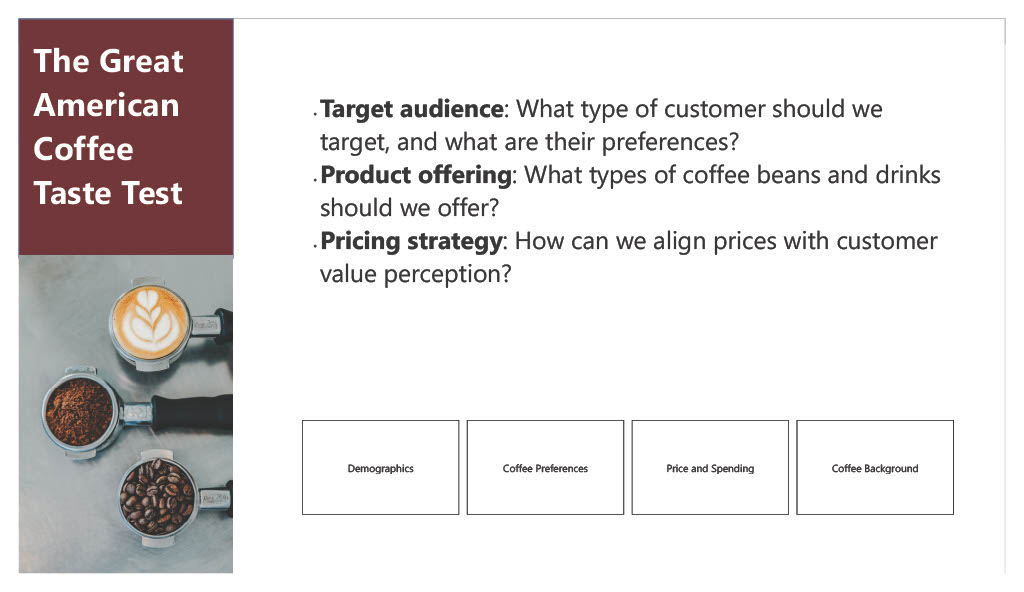 The Great
American
Coffee
Taste Test
·Target audience: What type of customer should we
target, and what are their preferences?
·Product offering: What types of coffee beans and drinks
should we offer?
·Pricing strategy: How can we align prices with customer
value perception?
Demographics
Coffee Preferences
Price and Spending
Coffee Background